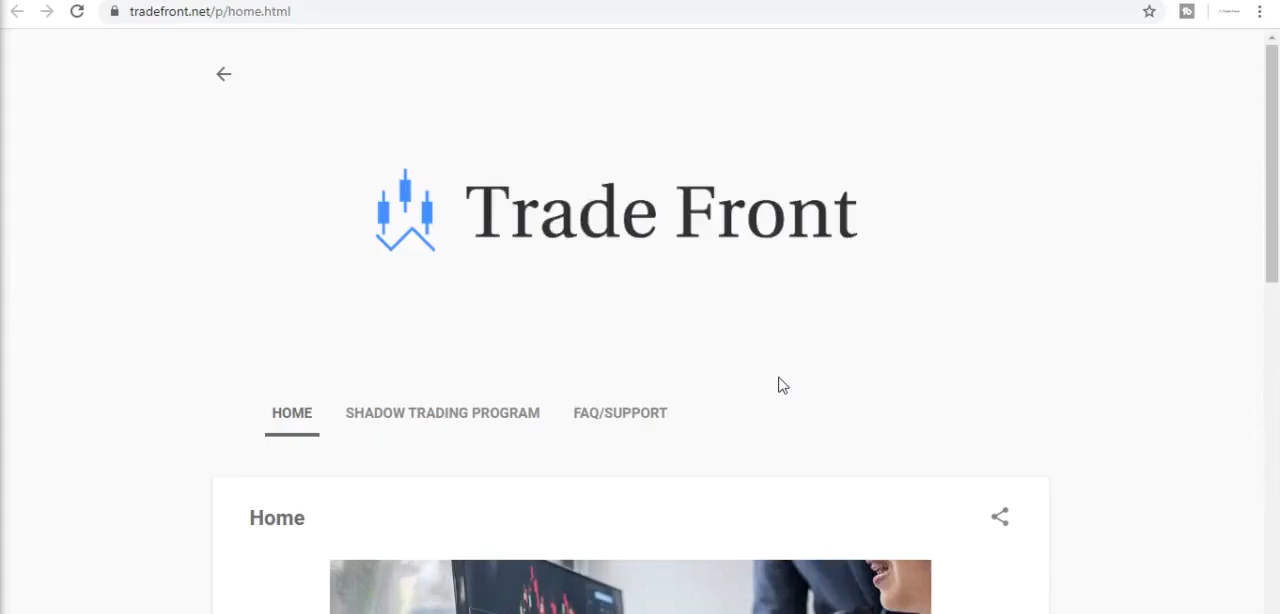 tradefront.net/p/home.html
Trade Front
HOME
SHADOW TRADING PROGRAM
FAQ/SUPPORT
Home